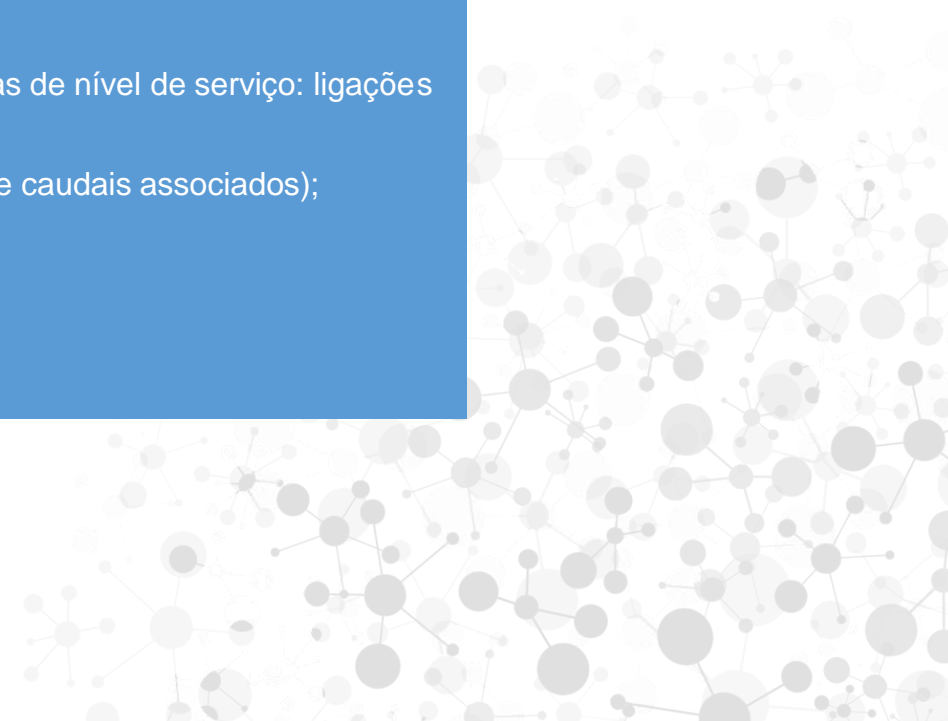 as de nível de serviço: ligações
e caudais associados);